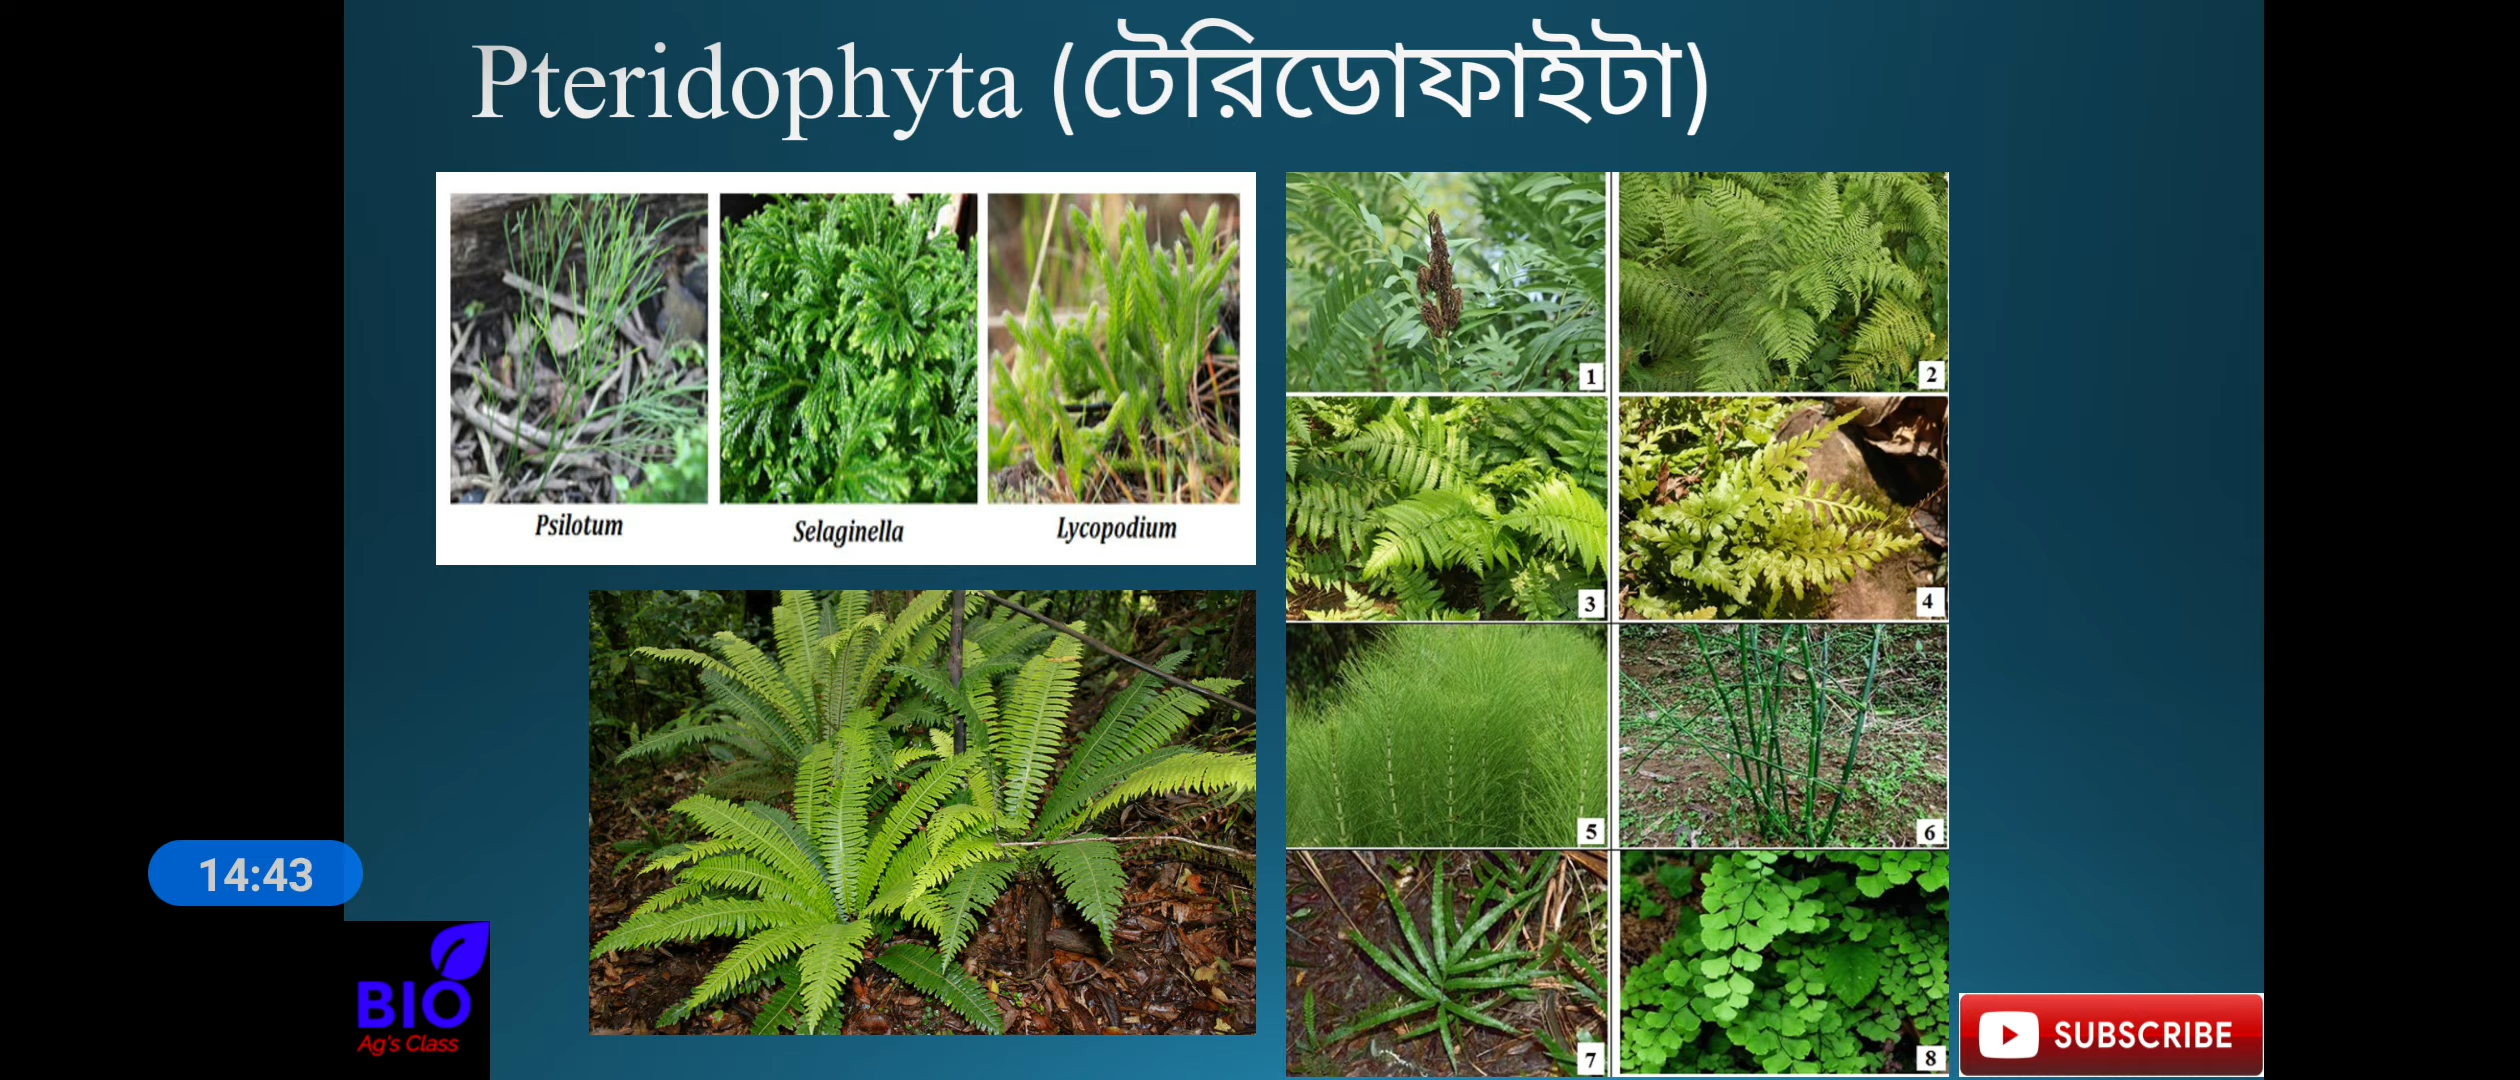 Pteridophyta (টেরিডোফাইটা)
Psilotum
Selaginella
Lycopodium
1
2
3
4
5
6
7
8
14:43
BIO
Ag's Class
SUBSCRIBE